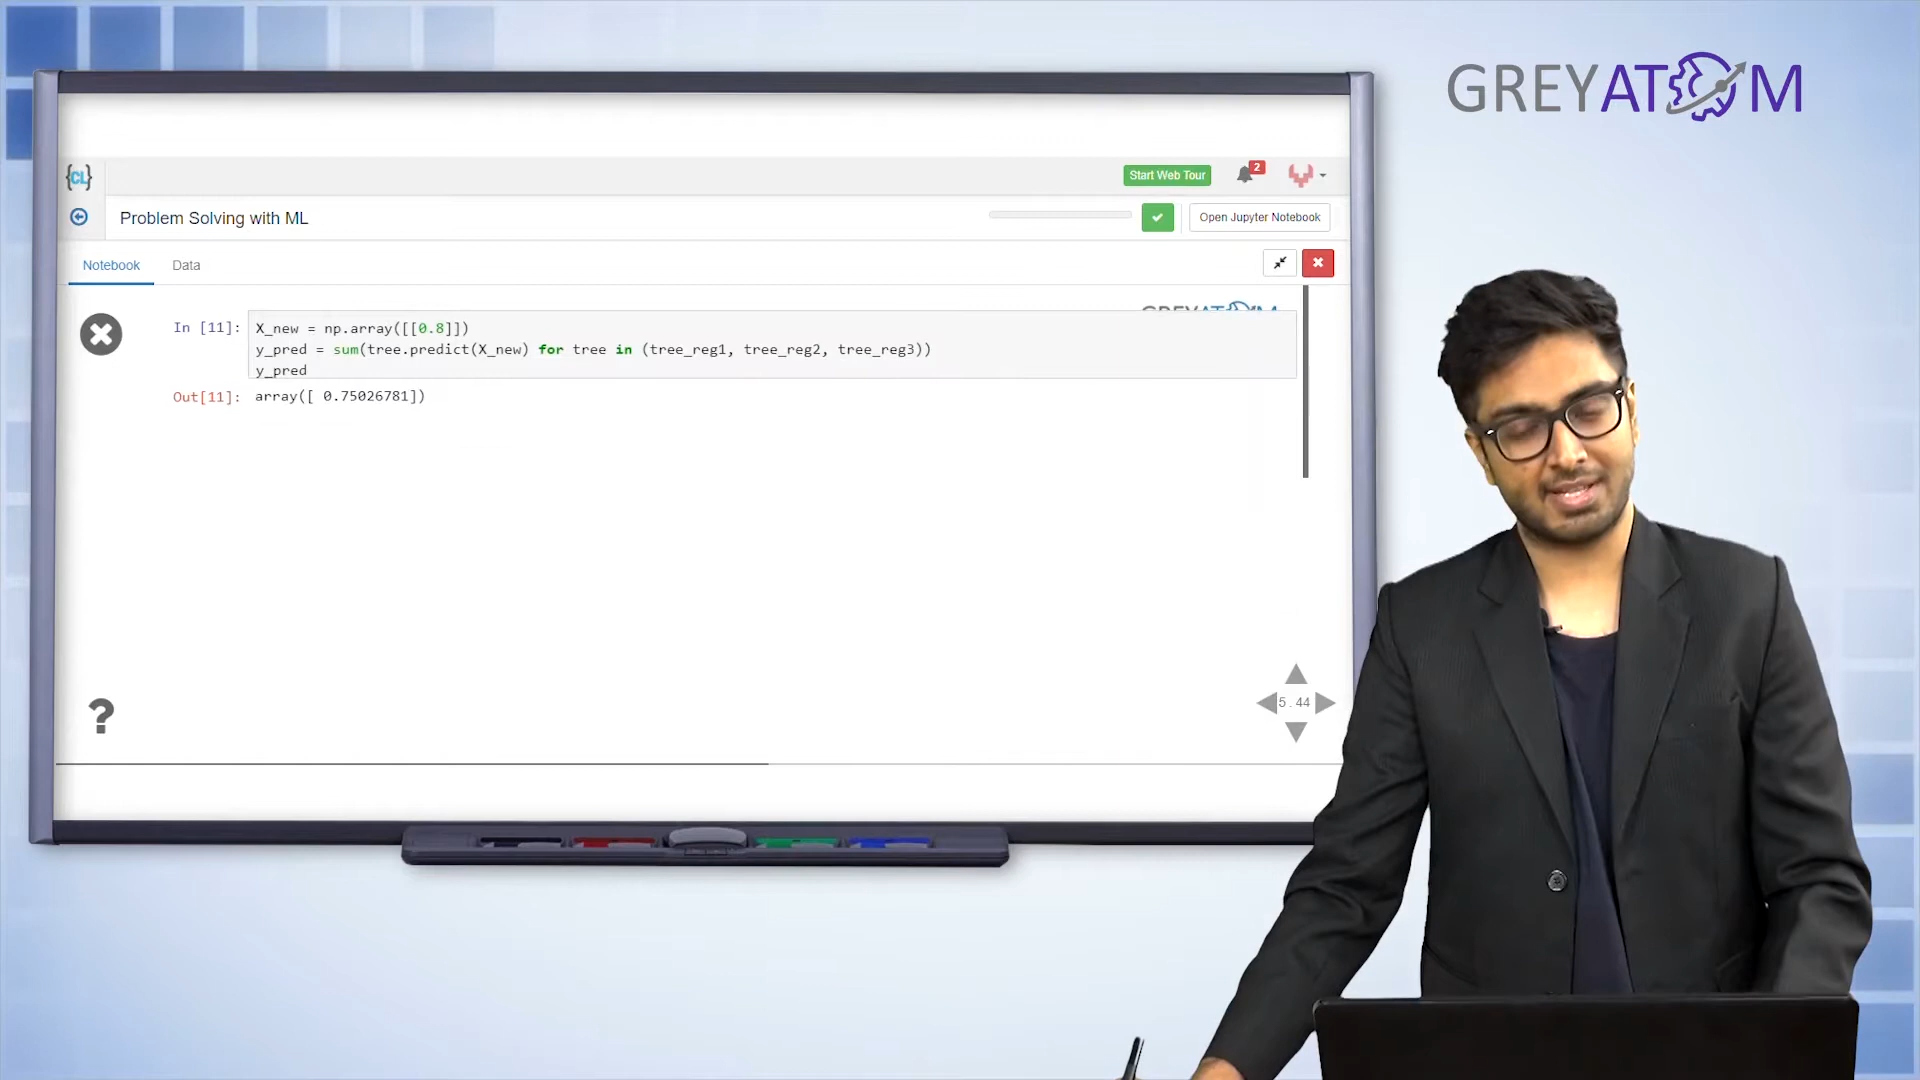 GREYATOM
{CL}
Start Web Tour
2
Problem Solving with ML
Open Jupyter Notebook
Notebook
Data
GREYATOM
In [11]:
X_new = np.array([[0.8]])
y_pred = sum(tree.predict(X_new) for tree in (tree_reg1, tree_reg2, tree_reg3))
y_pred
Out[11]:
array([ 0.75026781])
?
5.44